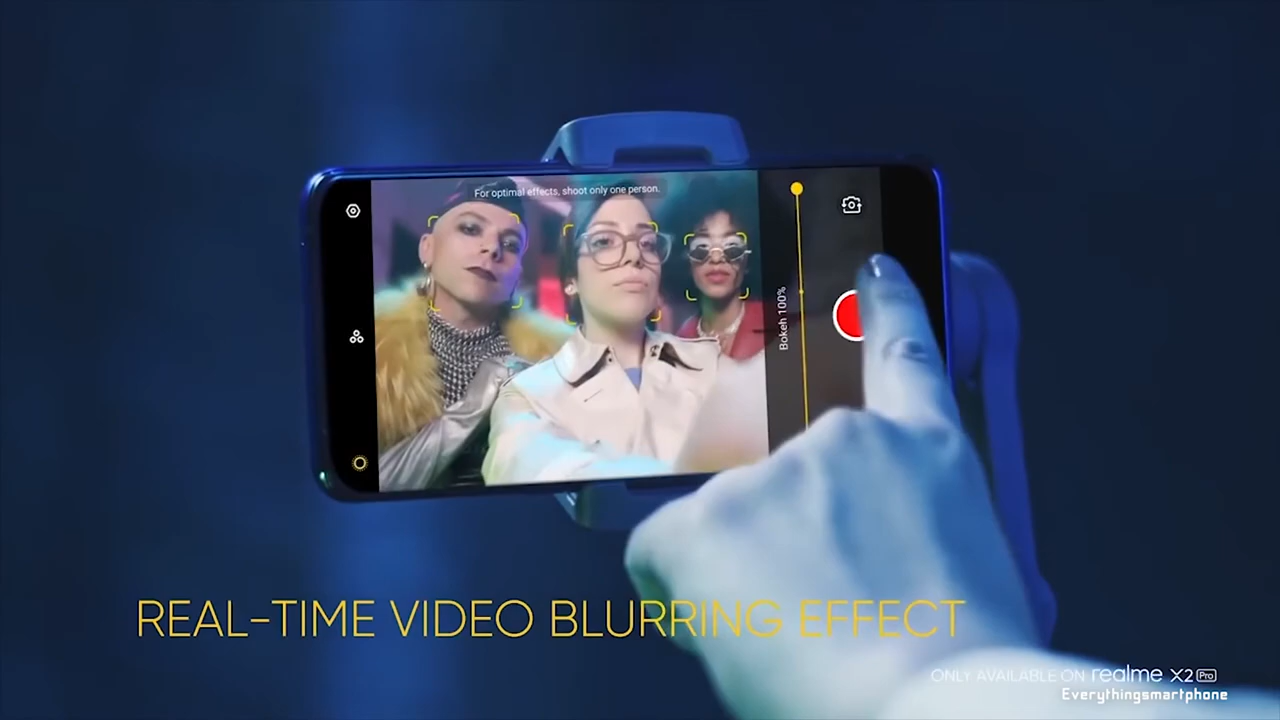 For optimal effects, shoot only one person.
Bokeh 100%
REAL-TIME VIDEO BLURRING EFFECT
ONLY AVAILABLE ON realme X2 Pro
Everythingsmartphone